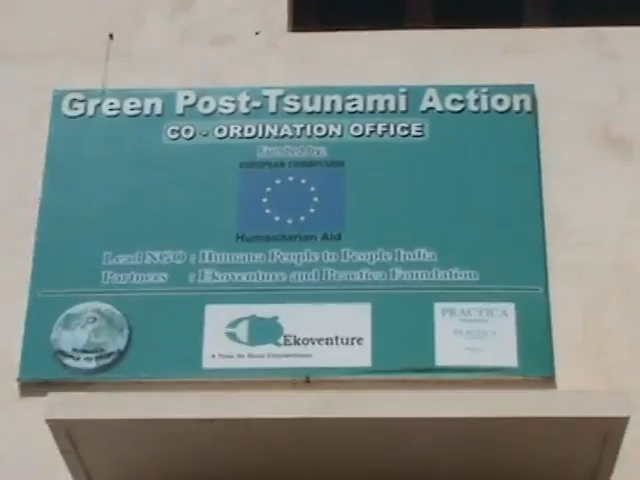 Green Post-Tsunami Action
CO - ORDINATION OFFICE
Funded by:
EUROPEAN COMMISSION
Humanitarian Aid
Lead NGO : Humana People to People India
Partners : Ekoventure and Practica Foundation
Ekoventure
PRACTICA
PRACTICA